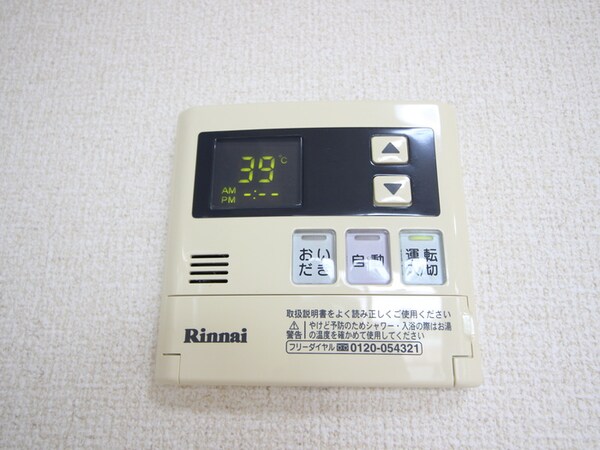 39℃
AM
PM -:--
おいだき
自動
運転
入/切
取扱説明書をよく読み正しくご使用ください
⚠警告 やけど予防のためシャワー・入浴の際はお湯
の温度を確かめて使用してください
Rinnai
フリーダイヤル 0120-054321